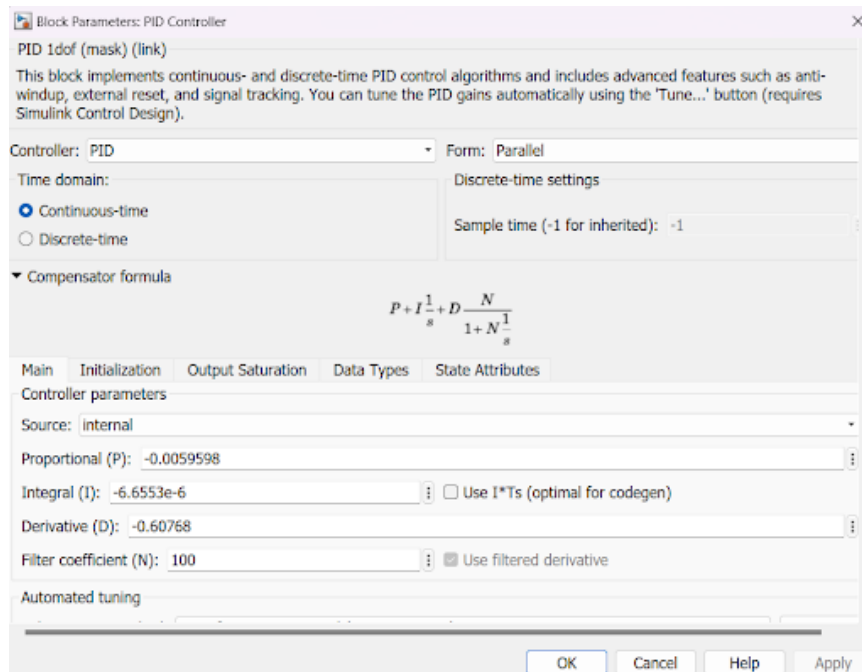 Block Parameters: PID Controller
PID 1dof (mask) (link)
This block implements continuous- and discrete-time PID control algorithms and includes advanced features such as anti-
windup, external reset, and signal tracking. You can tune the PID gains automatically using the 'Tune...' button (requires
Simulink Control Design).
Controller: PID Form: Parallel
Time domain: Discrete-time settings
Continuous-time
Sample time (-1 for inherited): -1
Discrete-time
Compensator formula
P + I 1/s + D N/(1 + N 1/s)
Main Initialization Output Saturation Data Types State Attributes
Controller parameters
Source: internal
Proportional (P): -0.0059598
Integral (I): -6.6553e-6 Use I*Ts (optimal for codegen)
Derivative (D): -0.60768
Filter coefficient (N): 100 Use filtered derivative
Automated tuning
OK Cancel Help Apply